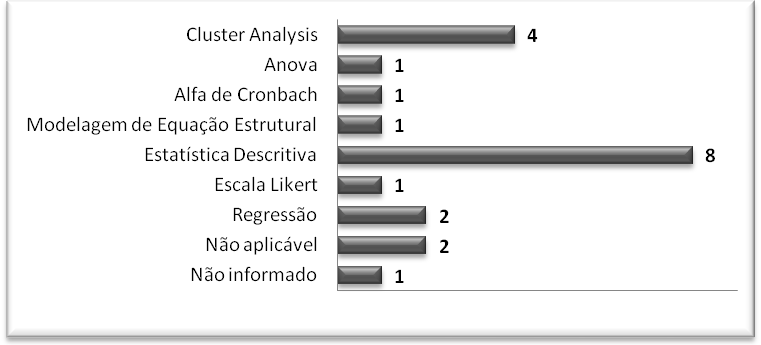 Cluster Analysis 4
Anova 1
Alfa de Cronbach 1
Modelagem de Equação Estrutural 1
Estatística Descritiva 8
Escala Likert 1
Regressão 2
Não aplicável 2
Não informado 1